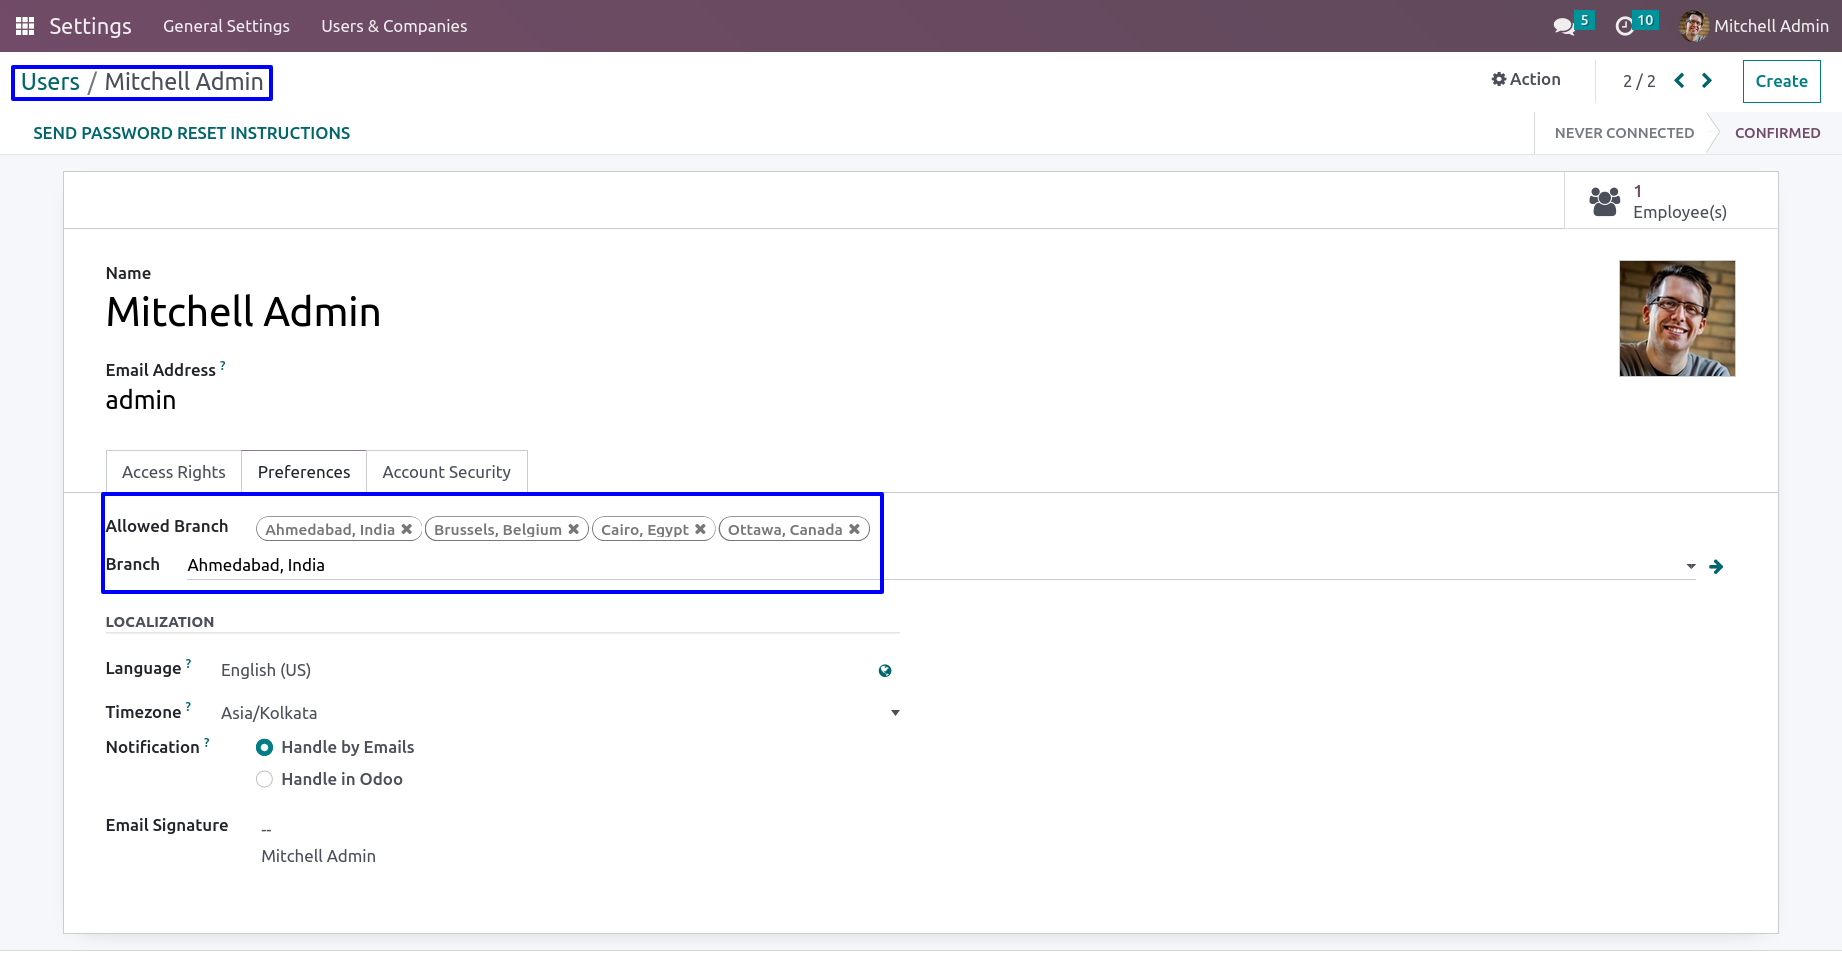 Settings General Settings Users & Companies 5 10 Mitchell Admin
Users / Mitchell Admin Action 2 / 2 Create
SEND PASSWORD RESET INSTRUCTIONS NEVER CONNECTED CONFIRMED
1
Employee(s)
Name
Mitchell Admin
Email Address ?
admin
Access Rights Preferences Account Security
Allowed Branch Ahmedabad, India ✖ Brussels, Belgium ✖ Cairo, Egypt ✖ Ottawa, Canada ✖
Branch Ahmedabad, India
LOCALIZATION
Language ? English (US)
Timezone ? Asia/Kolkata
Notification ? Handle by Emails
Handle in Odoo
Email Signature --
Mitchell Admin